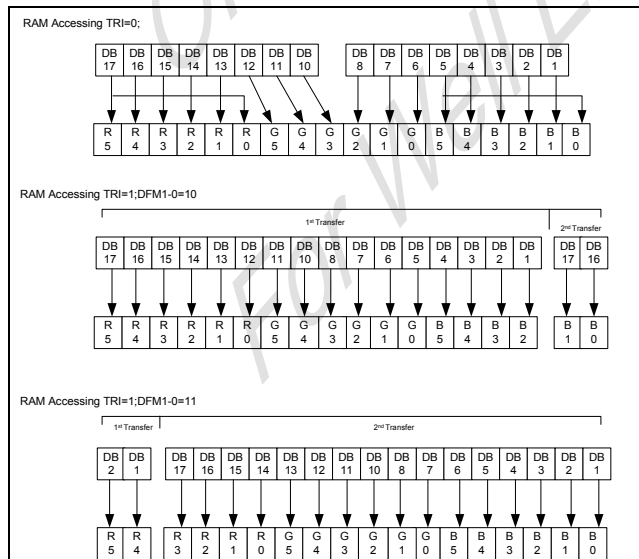 RAM Accessing TRI=0;
DB 17 DB 16 DB 15 DB 14 DB 13 DB 12 DB 11 DB 10 DB 8 DB 7 DB 6 DB 5 DB 4 DB 3 DB 2 DB 1
R 5 R 4 R 3 R 2 R 1 R 0 G 5 G 4 G 3 G 2 G 1 G 0 B 5 B 4 B 3 B 2 B 1 B 0
RAM Accessing TRI=1;DFM1-0=10
1st Transfer 2nd Transfer
DB 17 DB 16 DB 15 DB 14 DB 13 DB 12 DB 11 DB 10 DB 8 DB 7 DB 6 DB 5 DB 4 DB 3 DB 2 DB 1 DB 17 DB 16
R 5 R 4 R 3 R 2 R 1 R 0 G 5 G 4 G 3 G 2 G 1 G 0 B 5 B 4 B 3 B 2 B 1 B 0
RAM Accessing TRI=1;DFM1-0=11
1st Transfer 2nd Transfer
DB 2 DB 1 DB 17 DB 16 DB 15 DB 14 DB 13 DB 12 DB 11 DB 10 DB 8 DB 7 DB 6 DB 5 DB 4 DB 3 DB 2 DB 1
R 5 R 4 R 3 R 2 R 1 R 0 G 5 G 4 G 3 G 2 G 1 G 0 B 5 B 4 B 3 B 2 B 1 B 0
For Well